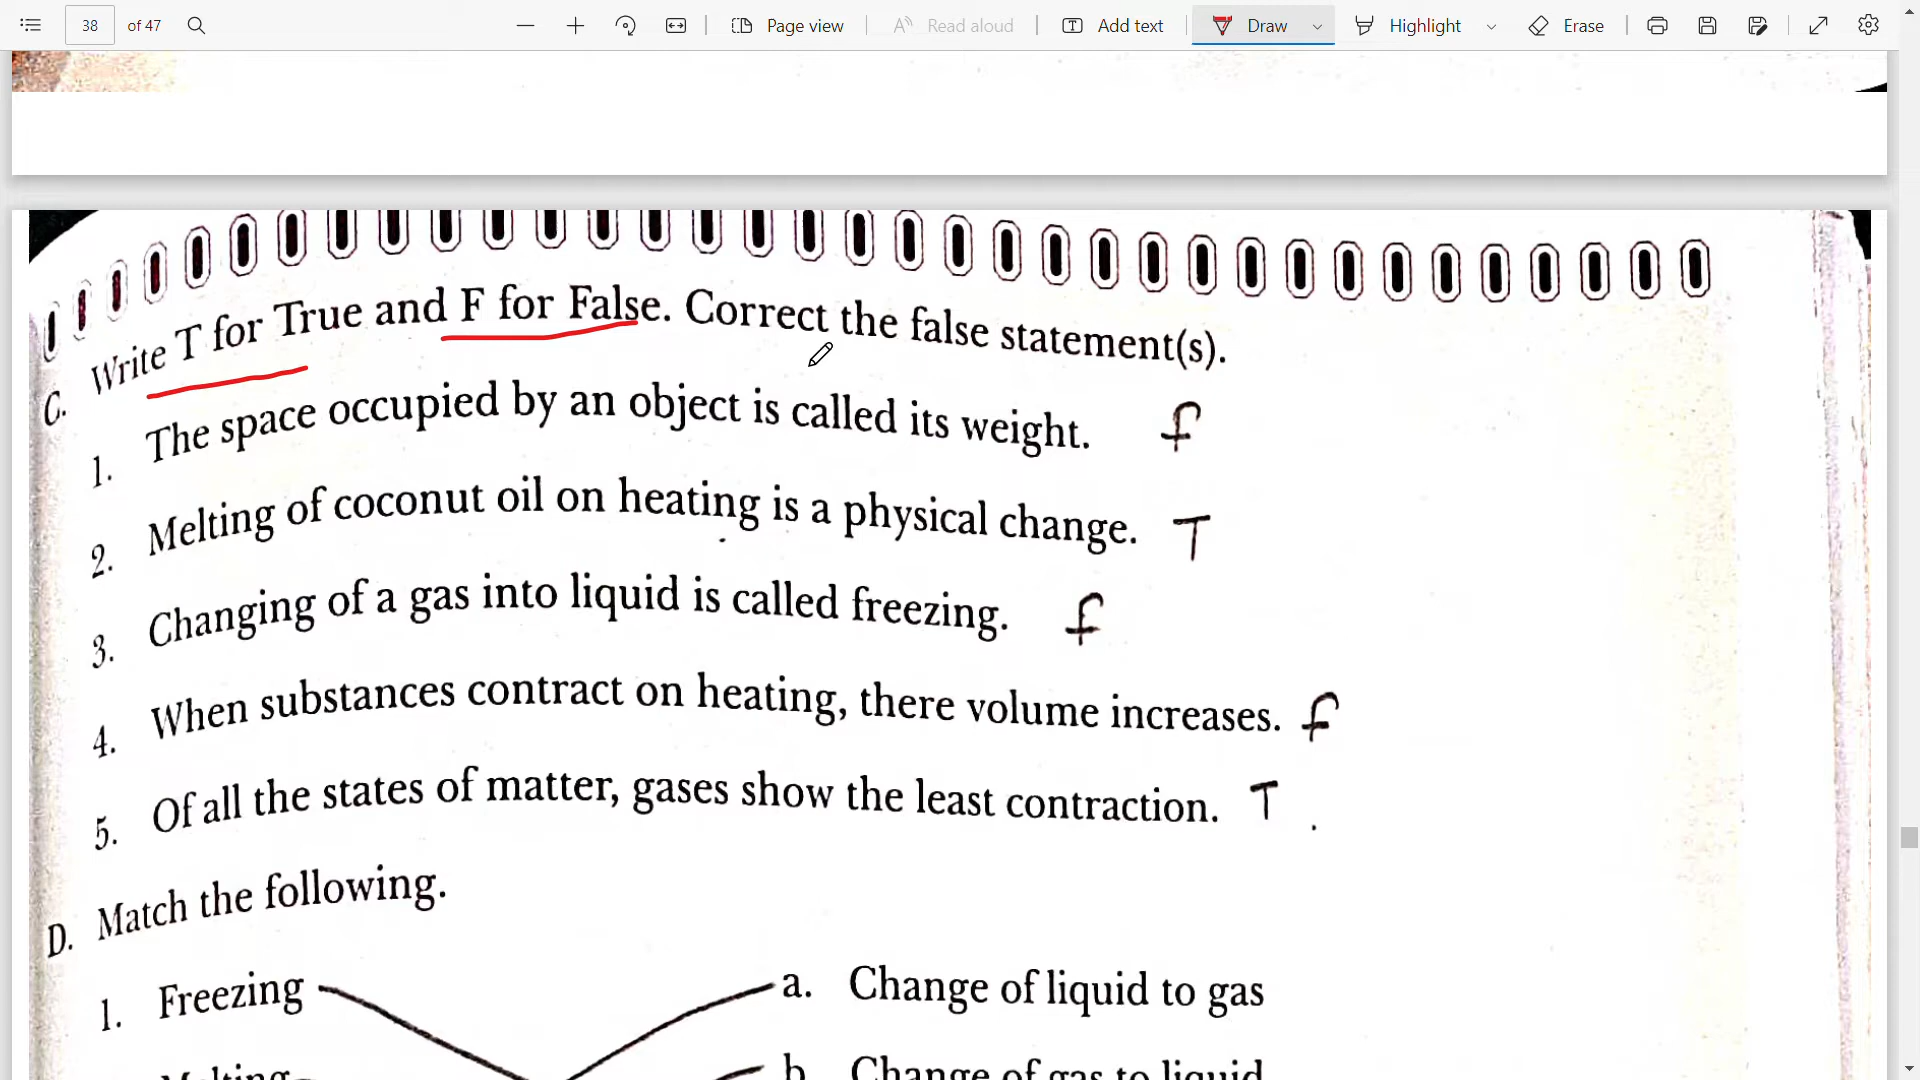 38 of 47 Page view Read aloud Add text Draw Highlight Erase
C. Write T for True and F for False. Correct the false statement(s).
1. The space occupied by an object is called its weight. f
2. Melting of coconut oil on heating is a physical change. T
3. Changing of a gas into liquid is called freezing. f
4. When substances contract on heating, there volume increases. f
5. Of all the states of matter, gases show the least contraction. T
D. Match the following.
1. Freezing a. Change of liquid to gas
Melting b Change of gas to liquid